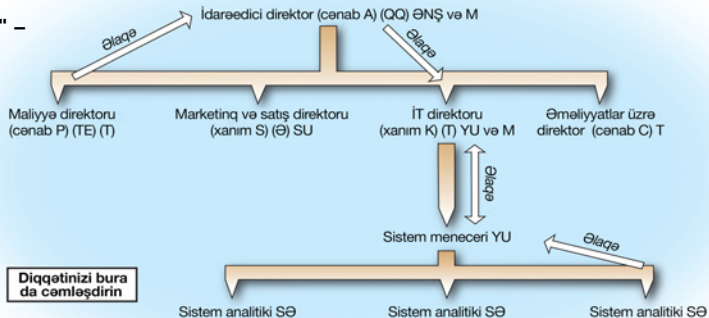 İdarəedici direktor (cənab A) (QQ) ƏNŞ və M
" –
Əlaqə
Əlaqə
Maliyyə direktoru
(cənab P) (TE) (T)
Marketinq və satış direktoru
(xanım S) (Ə) SU
İT direktoru
(xanım K) (T) YU və M
Əməliyyatlar üzrə
direktor (cənab C) T
Əlaqə
Sistem meneceri YU
Əlaqə
Diqqətinizi bura
da cəmləşdirin
Sistem analitiki SƏ
Sistem analitiki SƏ
Sistem analitiki SƏ